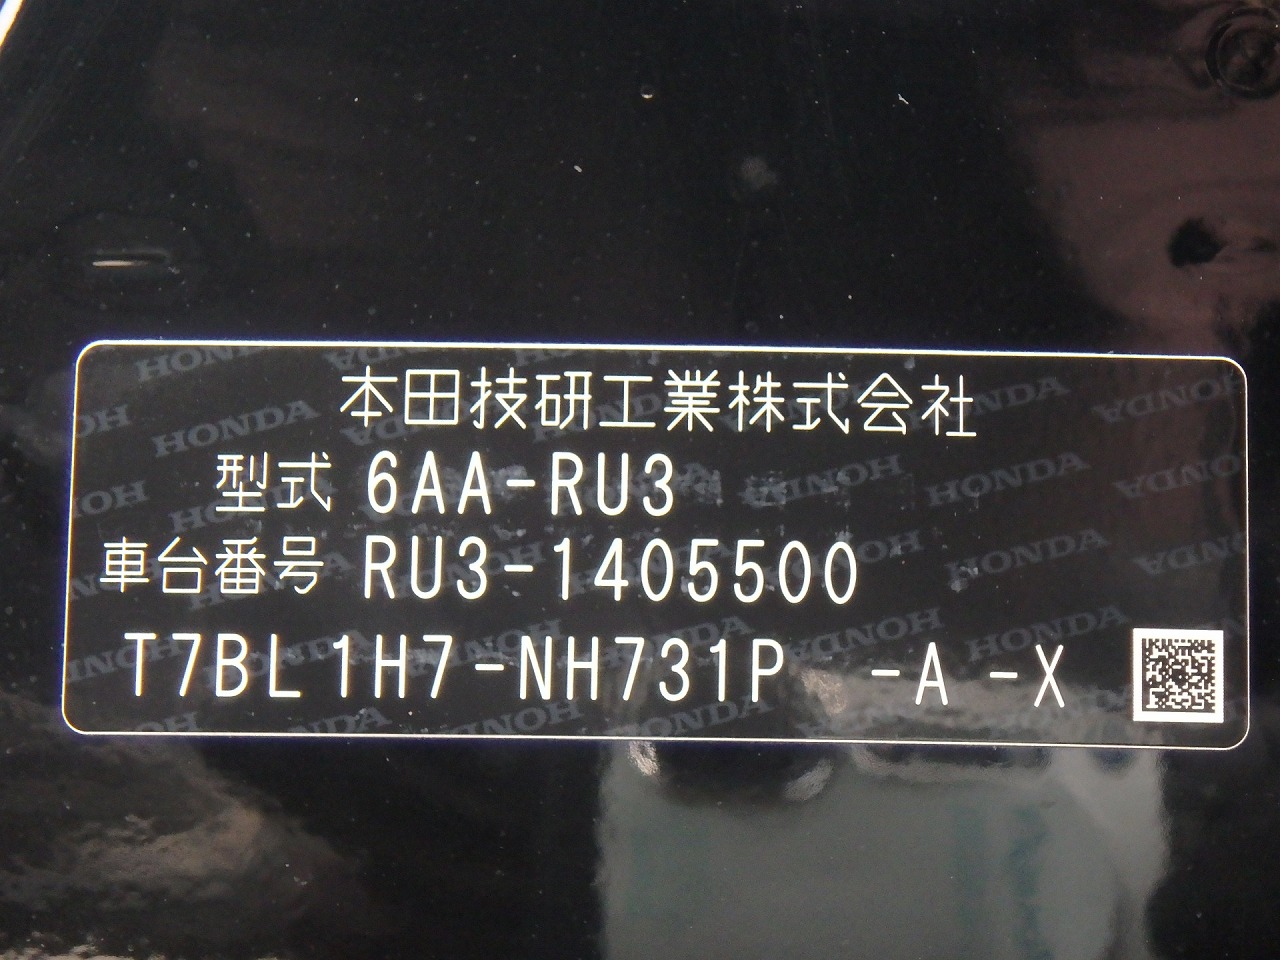 本田技研工業株式会社
型式 6AA-RU3
車台番号 RU3-1405500
T7BL1H7-NH731P -A -X